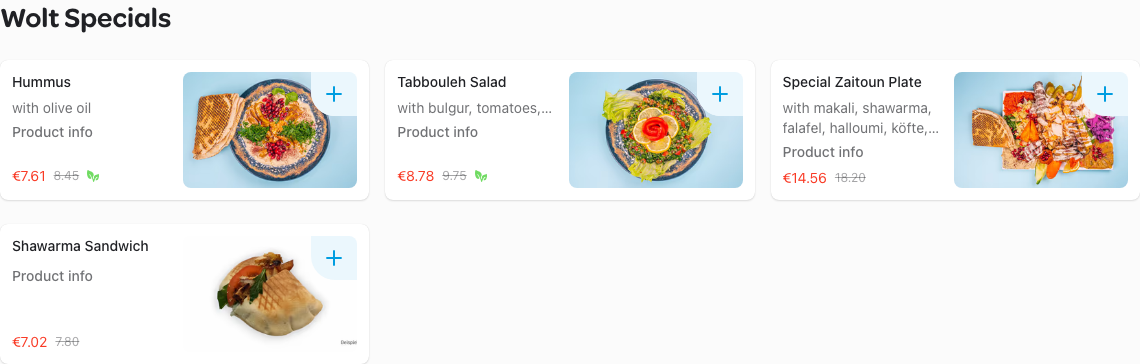 Wolt Specials
Hummus
with olive oil
Product info
€7.61 8.45
Tabbouleh Salad
with bulgur, tomatoes,...
Product info
€8.78 9.75
Special Zaitoun Plate
with makali, shawarma,
falafel, halloumi, köfte,...
Product info
€14.56 18.20
Shawarma Sandwich
Product info
€7.02 7.80
Beispiel